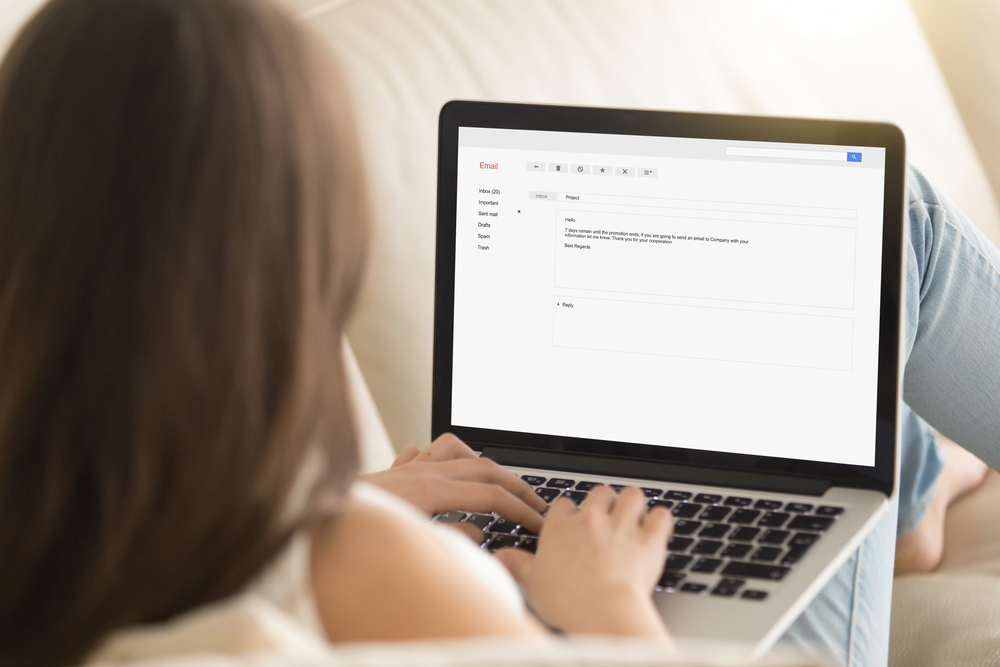 Email
Inbox (20)
Important
Sent mail
Drafts
Spam
Trash
Inbox Project
Hello,
7 days remain until the promotion ends, if you are going to send an email to Company with your
information let me know. Thank you for your cooperation.
Best Regards
Reply